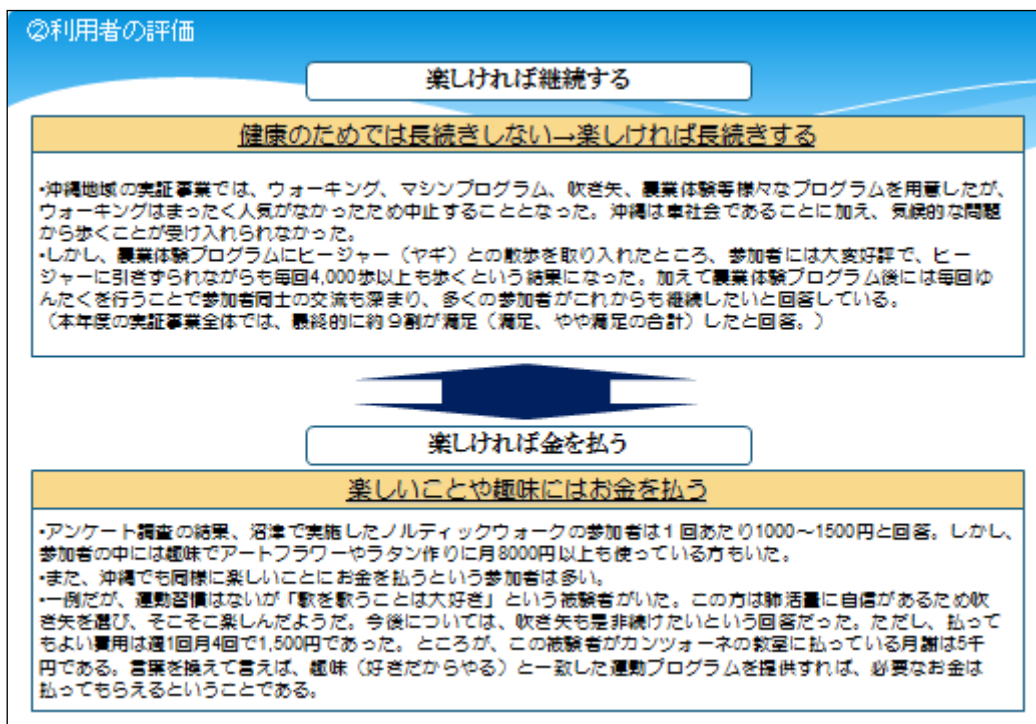 ②利用者の評価
楽しければ継続する
健康のためでは長続きしない→楽しければ長続きする
・沖縄地域の実証事業では、ウォーキング、マシンプログラム、吹き矢、農業体験等様々なプログラムを用意したが、
ウォーキングはまったく人気がなかったため中止することとなった。沖縄は車社会であることに加え、気候的な問題
から歩くことが受け入れられなかった。
・しかし、農業体験プログラムにヒージャー（ヤギ）との散歩を取り入れたところ、参加者には大変好評で、ヒー
ジャーに引きずられながらも毎回4,000歩以上も歩くという結果になった。加えて農業体験プログラム後には毎回ゆ
んたくを行うことで参加者同士の交流も深まり、多くの参加者がこれからも継続したいと回答している。
（本年度の実証事業全体では、最終的に約９割が満足（満足、やや満足の合計）したと回答。）
楽しければ金を払う
楽しいことや趣味にはお金を払う
・アンケート調査の結果、沼津で実施したノルディックウォークの参加者は１回あたり1000～1500円と回答。しかし、
参加者の中には趣味でアートフラワーやラタン作りに月8000円以上も使っている方もいた。
・また、沖縄でも同様に楽しいことにお金を払うという参加者は多い。
・一例だが、運動習慣はないが「歌を歌うことは大好き」という被験者がいた。この方は肺活量に自信があるため吹
き矢を選び、そこそこ楽しんだようだ。今後については、吹き矢も是非続けたいという回答だった。ただし、払って
もよい費用は週1回月4回で1,500円であった。ところが、この被験者がカンツォーネの教室に払っている月謝は5千
円である。言葉を換えて言えば、趣味（好きだからやる）と一致した運動プログラムを提供すれば、必要なお金は
払ってもらえるということである。